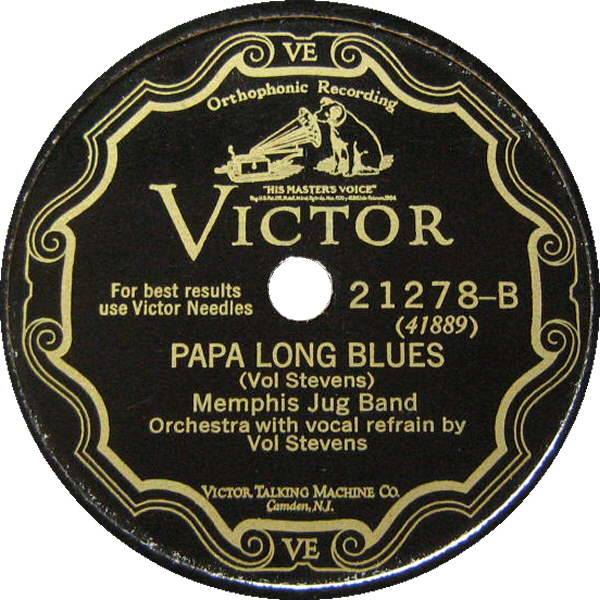 VE
Orthophonic Recording
"HIS MASTER'S VOICE"
VICTOR
For best results
use Victor Needles
21278-B
(41889)
PAPA LONG BLUES
(Vol Stevens)
Memphis Jug Band
Orchestra with vocal refrain by
Vol Stevens
VICTOR TALKING MACHINE CO.
Camden, N.J.
VE